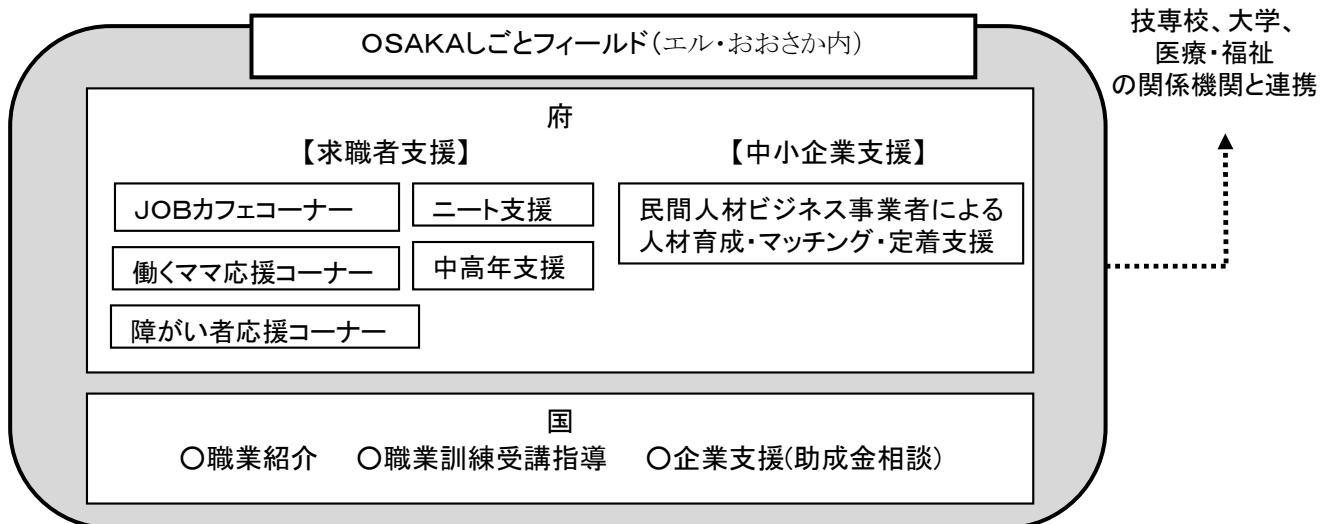 OSAKAしごとフィールド(エル・おおさか内)
技専校、大学、
医療・福祉
の関係機関と連携
府
【求職者支援】
【中小企業支援】
JOBカフェコーナー
ニート支援
民間人材ビジネス事業者による
人材育成・マッチング・定着支援
働くママ応援コーナー
中高年支援
障がい者応援コーナー
国
○職業紹介 ○職業訓練受講指導 ○企業支援(助成金相談)